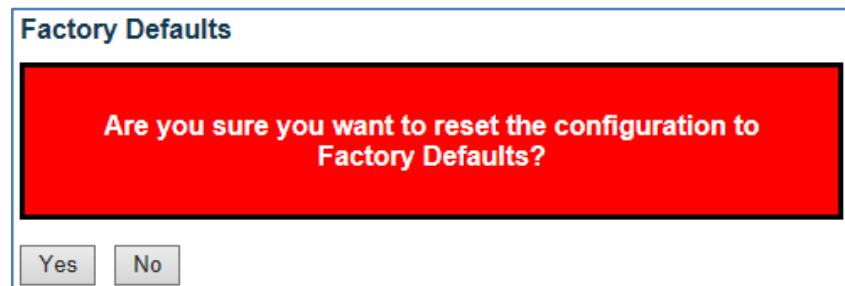 Factory Defaults
Are you sure you want to reset the configuration to
Factory Defaults?
Yes No